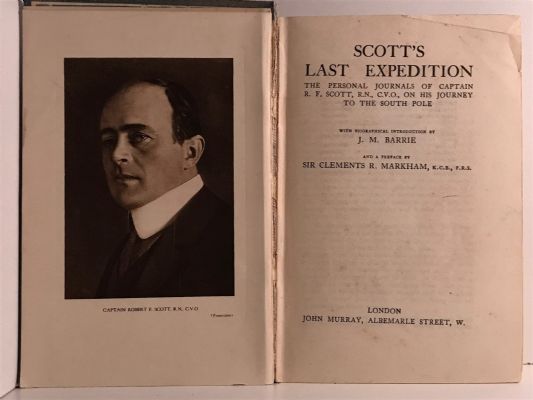 CAPTAIN ROBERT F. SCOTT, R.N., C.V.O
SCOTT'S
LAST EXPEDITION
THE PERSONAL JOURNALS OF CAPTAIN
R. F. SCOTT, R.N., C.V.O., ON HIS JOURNEY
TO THE SOUTH POLE
WITH BIOGRAPHICAL INTRODUCTION BY
J. M. BARRIE
AND A PREFACE BY
SIR CLEMENTS R. MARKHAM, K.C.B., F.R.S.
LONDON
JOHN MURRAY, ALBEMARLE STREET, W.